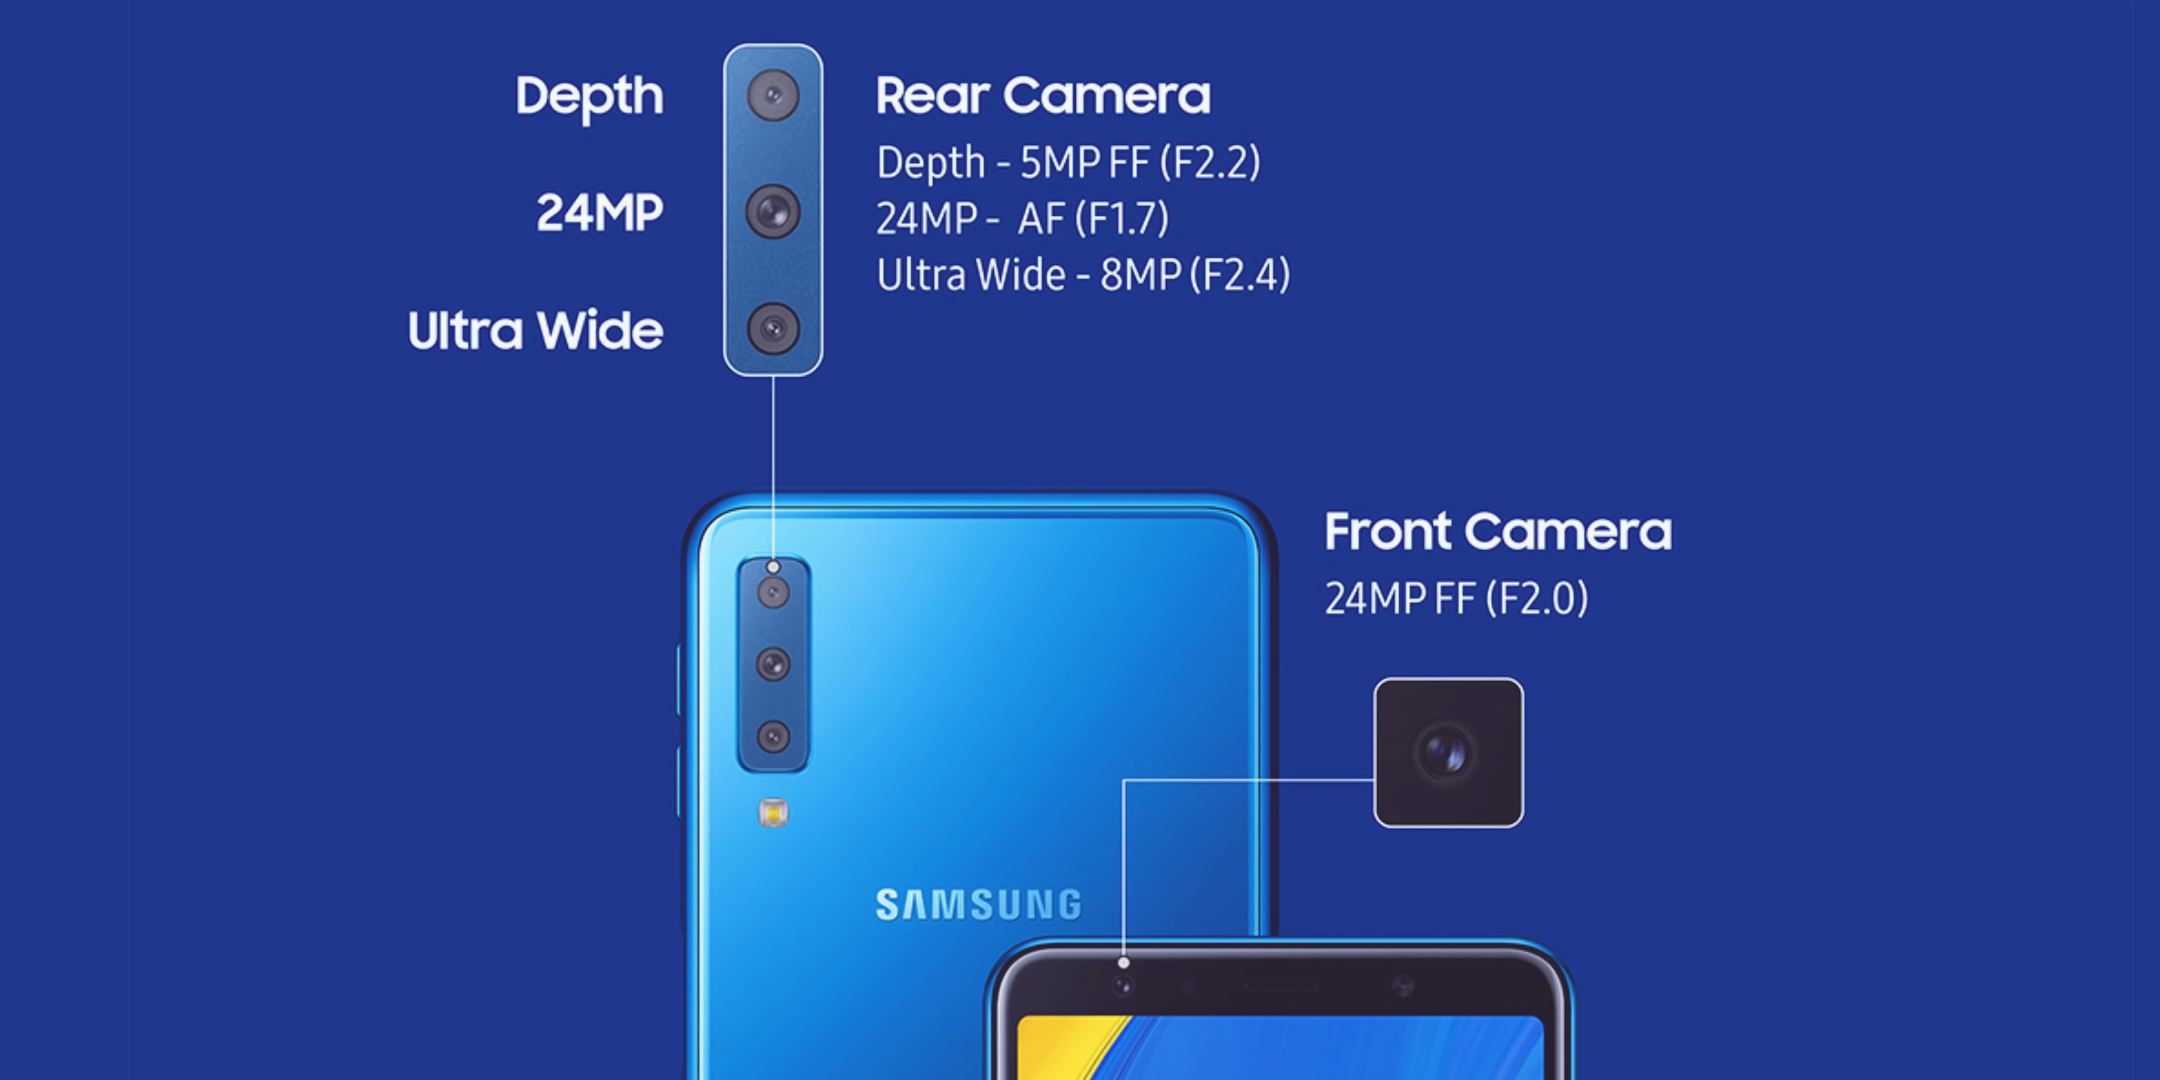 Depth
24MP
Ultra Wide
Rear Camera
Depth - 5MP FF (F2.2)
24MP - AF (F1.7)
Ultra Wide - 8MP (F2.4)
Front Camera
24MP FF (F2.0)
SAMSUNG